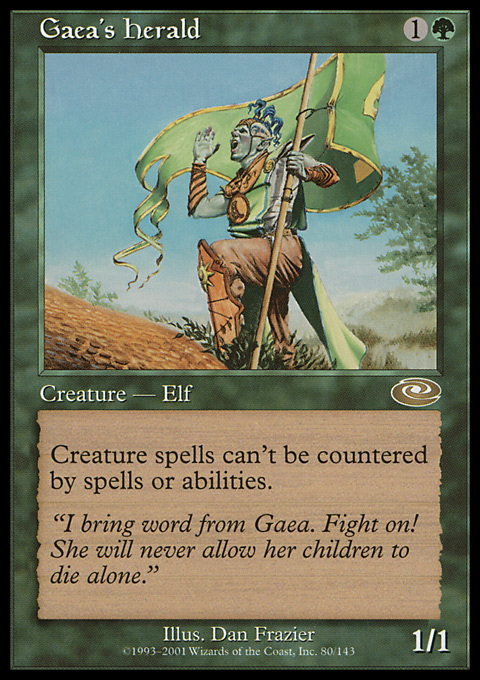 Gaea's Herald
1
Creature — Elf
Creature spells can't be countered
by spells or abilities.
"I bring word from Gaea. Fight on!
She will never allow her children to
die alone."
Illus. Dan Frazier
©1993–2001 Wizards of the Coast, Inc. 80/143
1/1